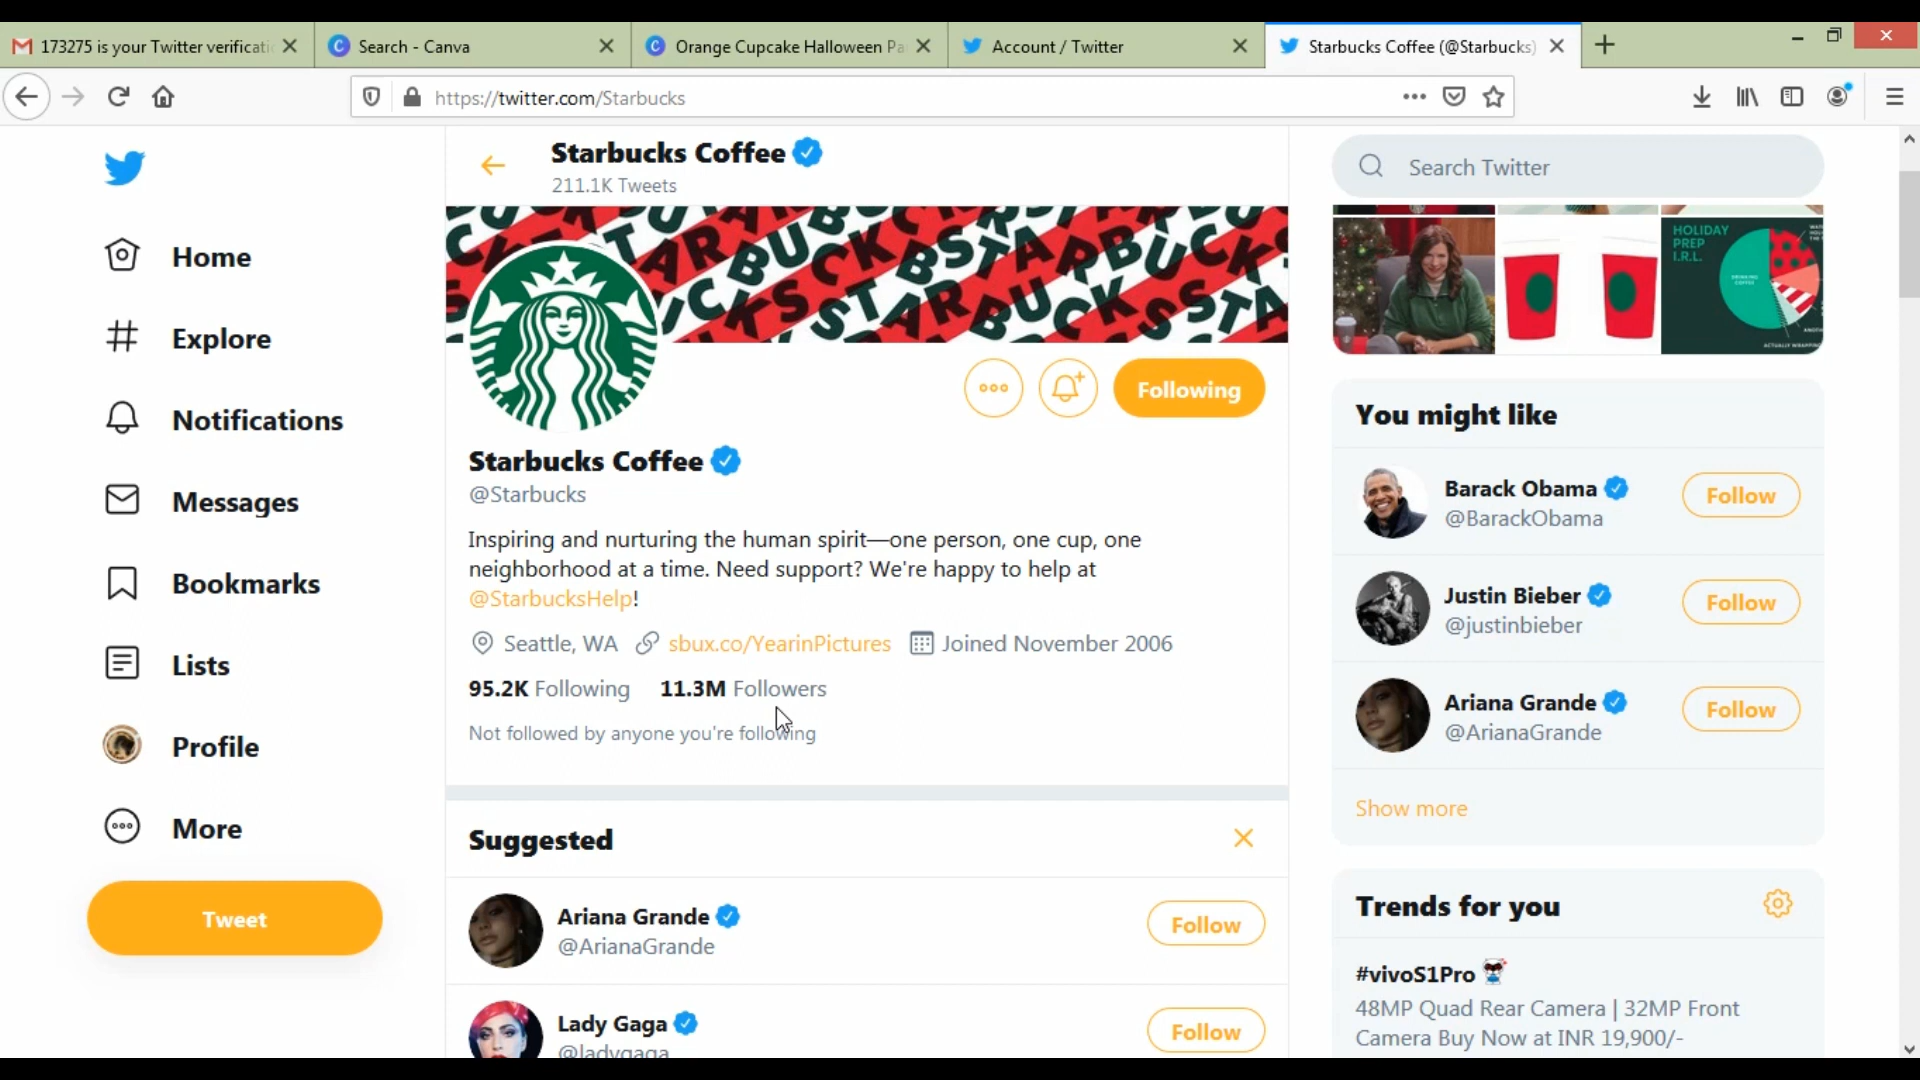 173275 is your Twitter verificati
Search - Canva
Orange Cupcake Halloween Pa
Account / Twitter
Starbucks Coffee (@Starbucks)
https://twitter.com/Starbucks
Home
Explore
Notifications
Messages
Bookmarks
Lists
Profile
More
Tweet
Starbucks Coffee
211.1K Tweets
STARBUCKS
Following
Starbucks Coffee
@Starbucks
Inspiring and nurturing the human spirit—one person, one cup, one
neighborhood at a time. Need support? We're happy to help at
@StarbucksHelp!
Seattle, WA sbux.co/YearinPictures Joined November 2006
95.2K Following 11.3M Followers
Not followed by anyone you're following
Suggested
Ariana Grande
@ArianaGrande
Follow
Lady Gaga
@ladygaga
Follow
Search Twitter
HOLIDAY
PREP
I.R.L.
DRINKING
COFFEE
You might like
Barack Obama
@BarackObama
Follow
Justin Bieber
@justinbieber
Follow
Ariana Grande
@ArianaGrande
Follow
Show more
Trends for you
#vivoS1Pro
48MP Quad Rear Camera | 32MP Front
Camera Buy Now at INR 19,900/-